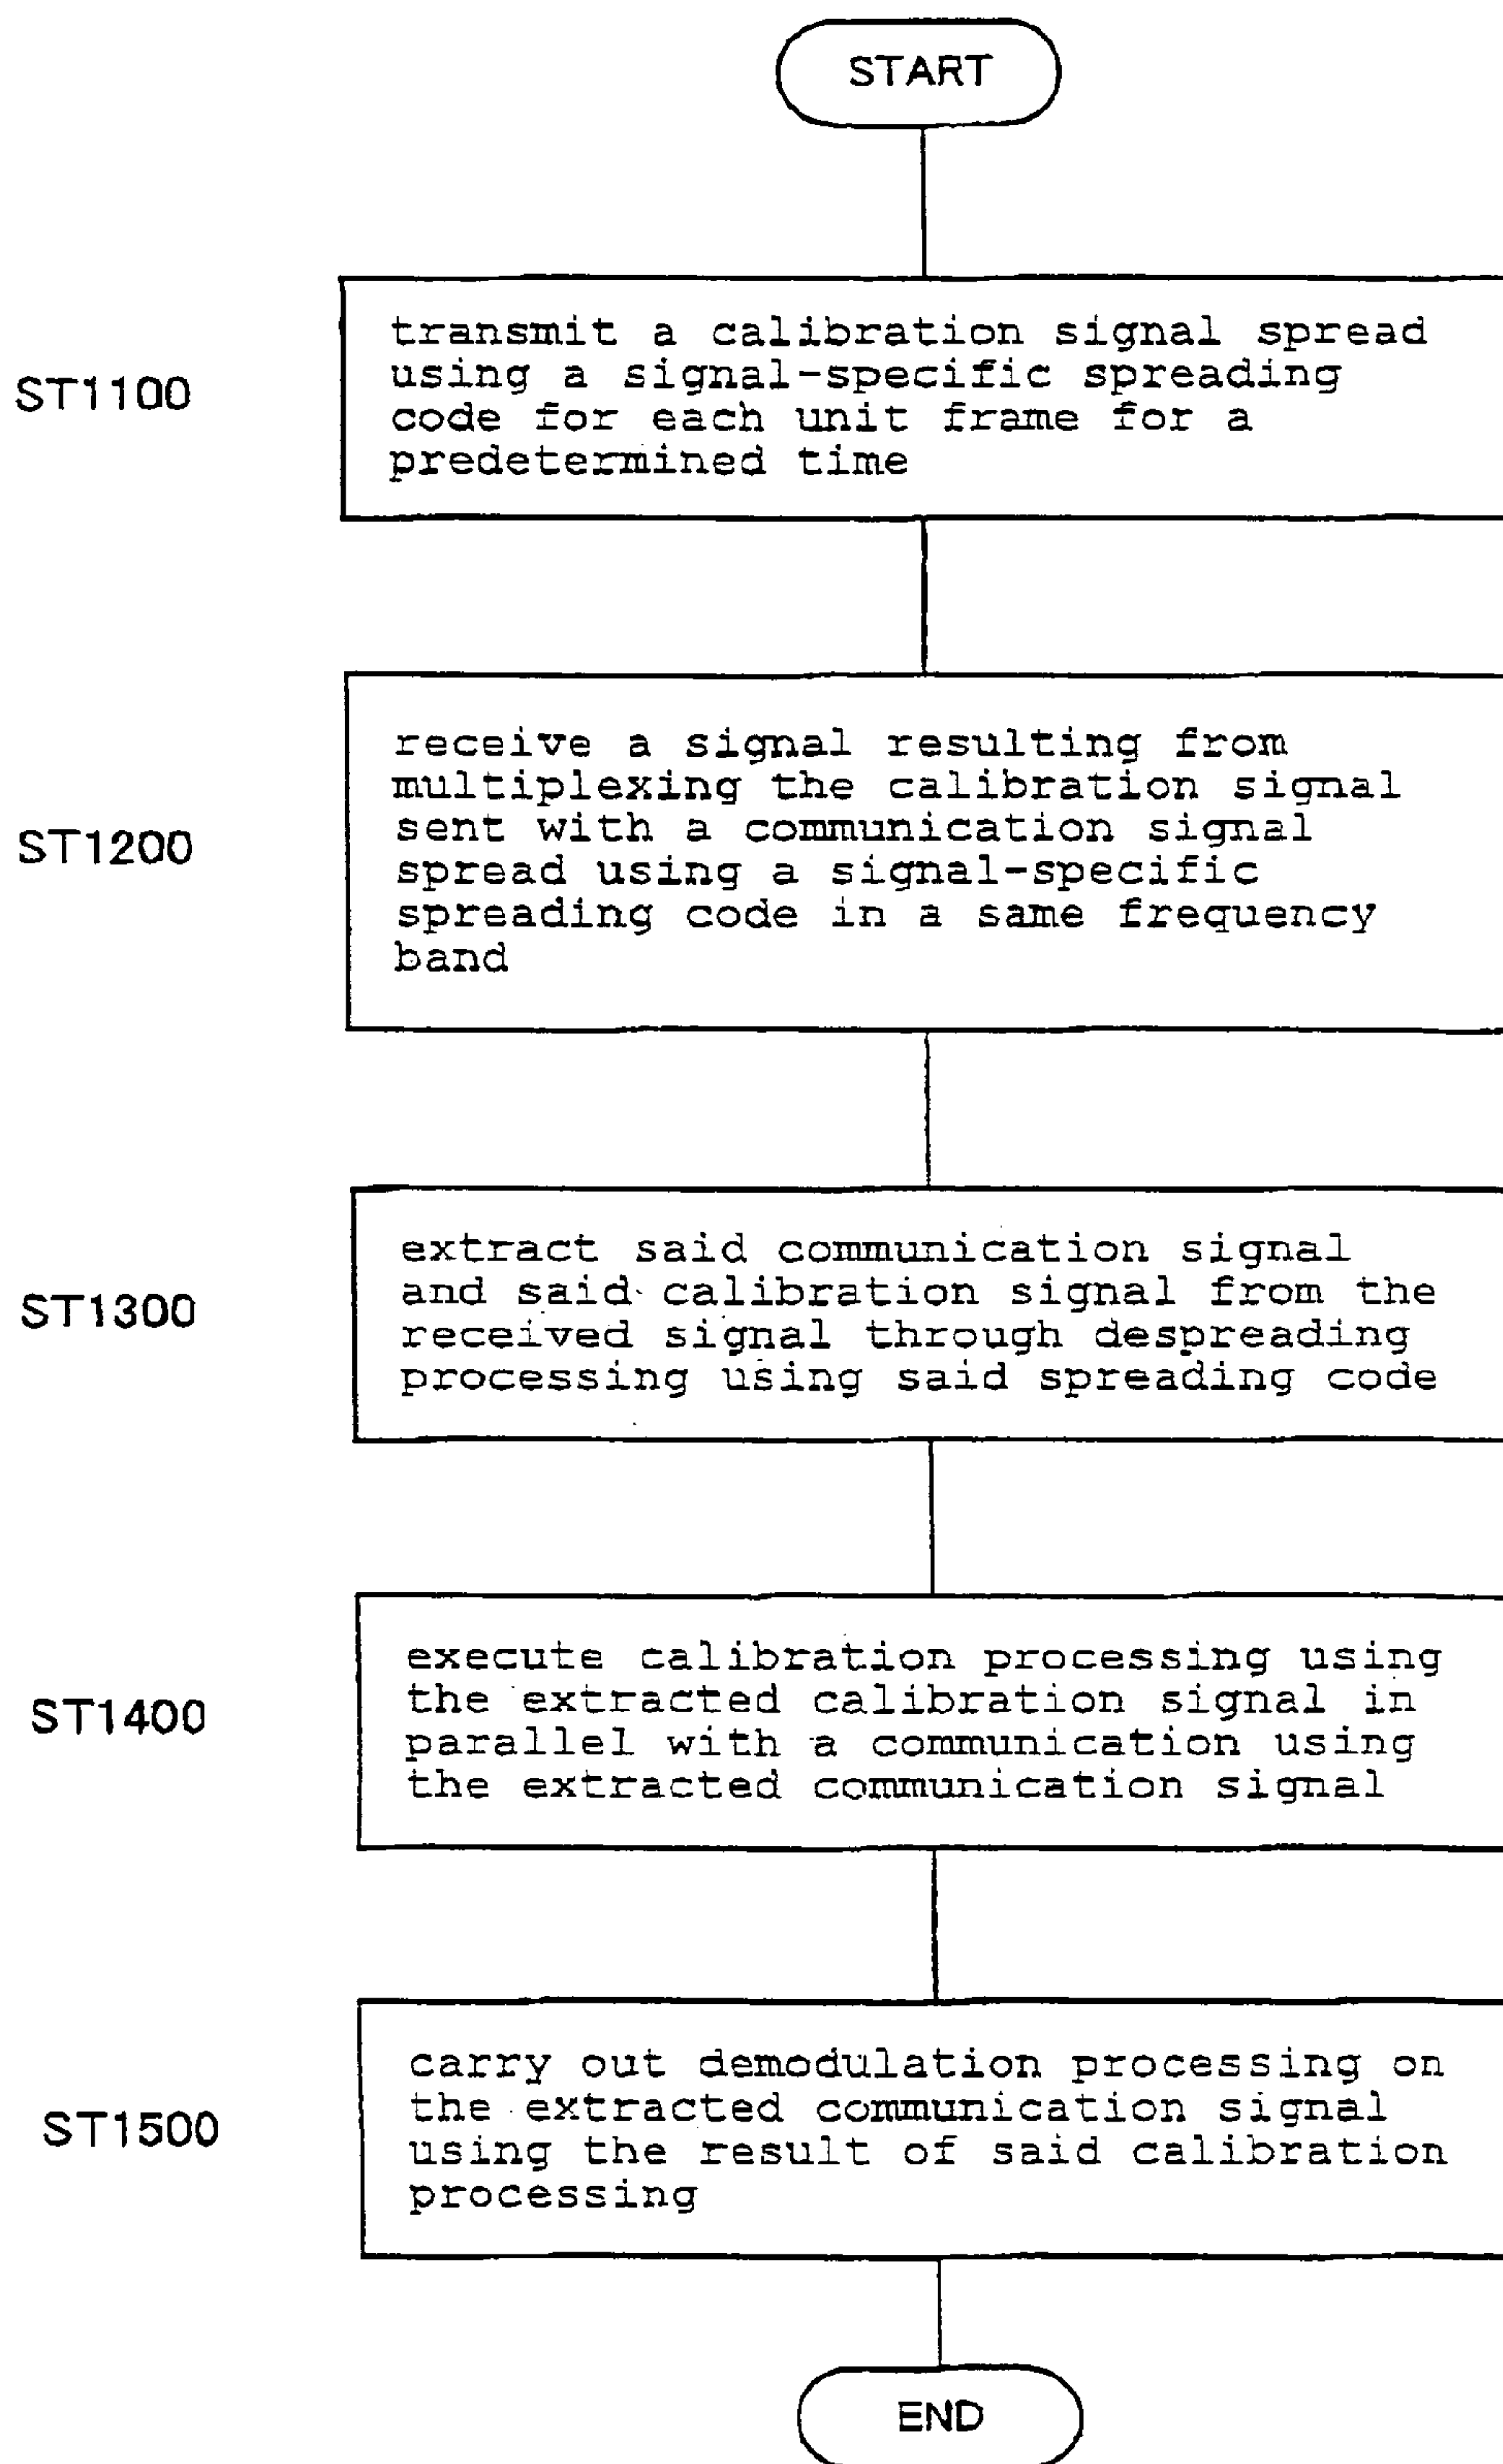 START
ST1100
transmit a calibration signal spread
using a signal-specific spreading
code for each unit frame for a
predetermined time
ST1200
receive a signal resulting from
multiplexing the calibration signal
sent with a communication signal
spread using a signal-specific
spreading code in a same frequency
band
ST1300
extract said communication signal
and said calibration signal from the
received signal through despreading
processing using said spreading code
ST1400
execute calibration processing using
the extracted calibration signal in
parallel with a communication using
the extracted communication signal
ST1500
carry out demodulation processing on
the extracted communication signal
using the result of said calibration
processing
END